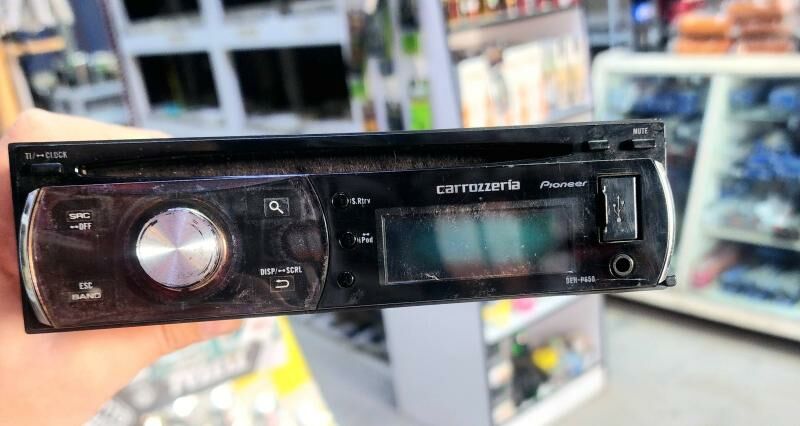 TI/↔CLOCK
MUTE
SRC
↔OFF
S.Rtrv
carrozzeria Pioneer
iPod
DISP/↔SCRL
ESC
BAND
DEH-P650